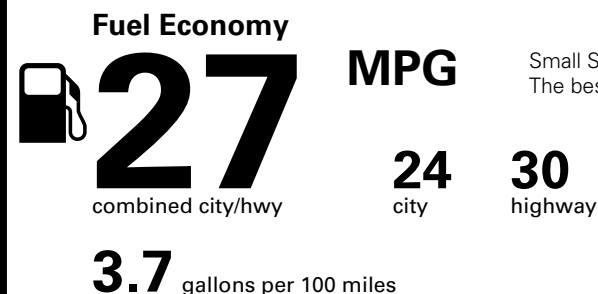 Fuel Economy
27 MPG
Small S
The bes
24 30
combined city/hwy city highway
3.7 gallons per 100 miles